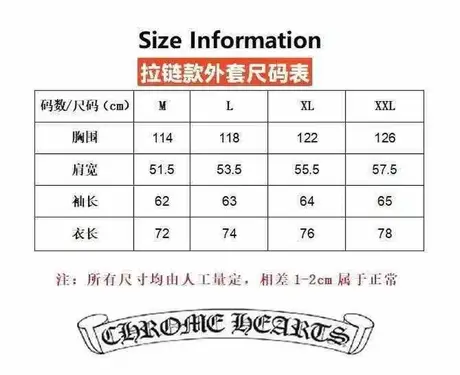 Size Information
拉链款外套尺码表
码数/尺码(cm) M L XL XXL
胸围 114 118 122 126
肩宽 51.5 53.5 55.5 57.5
袖长 62 63 64 65
衣长 72 74 76 78
注：所有尺寸均由人工量定，相差1-2cm属于正常
CHROME HEARTS